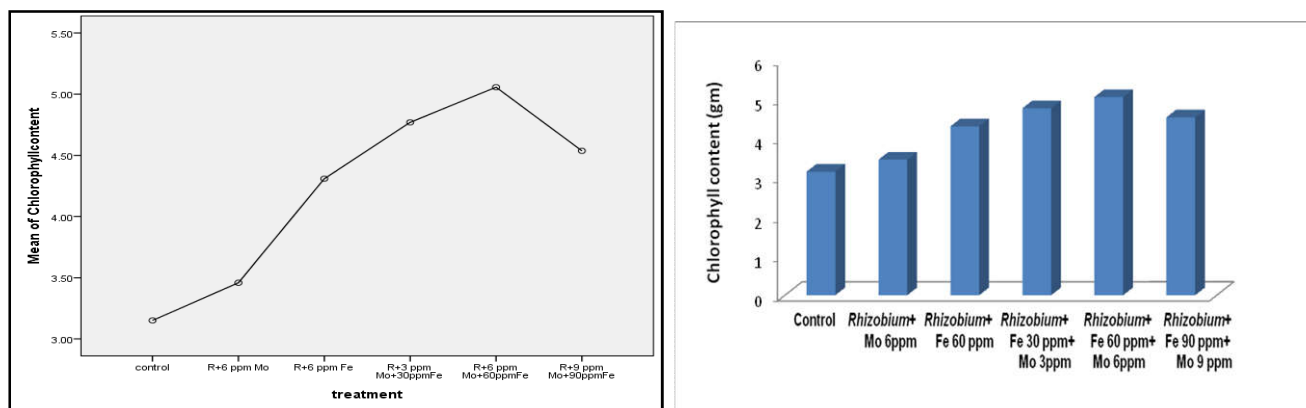 5.50
5.00
4.50
4.00
3.50
3.00
Mean of Chlorophyllcontent
control
R+6 ppm Mo
R+6 ppm Fe
R+3 ppm
Mo+30ppmFe
R+6 ppm
Mo+60ppmFe
R+9 ppm
Mo+90ppmFe
treatment
Chlorophyll content (gm)
6
5
4
3
2
1
0
Control
Rhizobium+
Mo 6ppm
Rhizobium+
Fe 60 ppm
Rhizobium+
Fe 30 ppm+
Mo 3ppm
Rhizobium+
Fe 60 ppm+
Mo 6ppm
Rhizobium+
Fe 90 ppm+
Mo 9 ppm